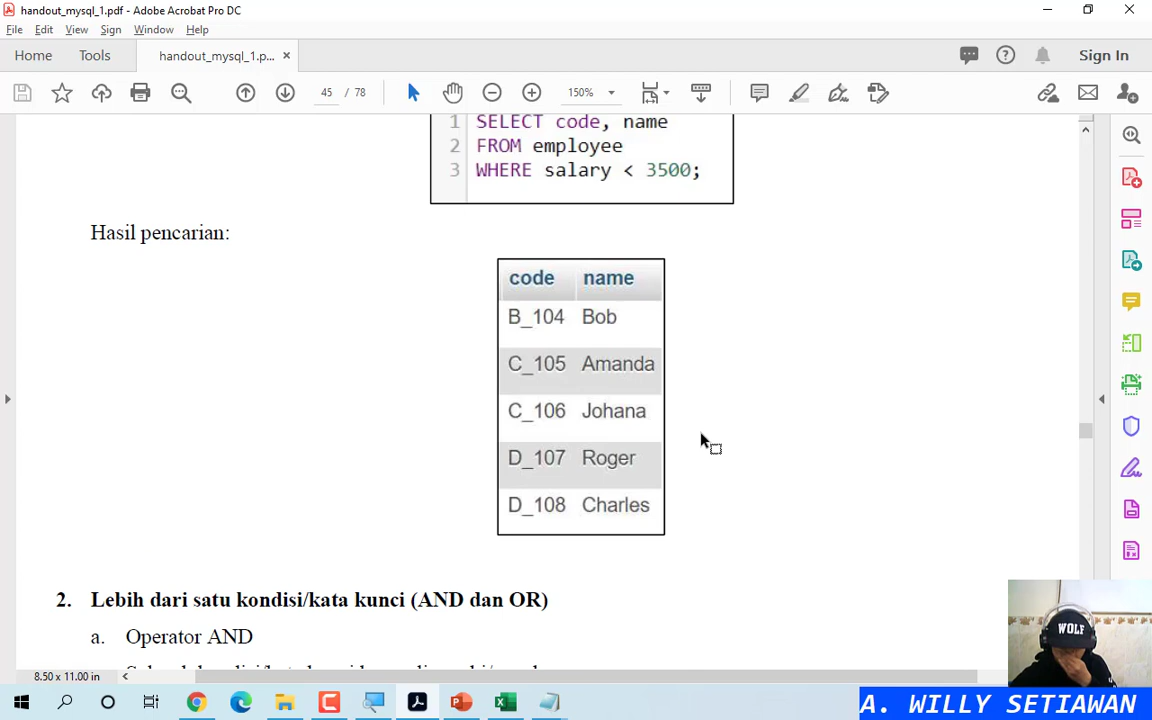 handout_mysql_1.pdf - Adobe Acrobat Pro DC
File Edit View Sign Window Help
Home Tools handout_mysql_1.p... × Sign In
45 / 78 150%
1 SELECT code, name
2 FROM employee
3 WHERE salary < 3500;
Hasil pencarian:
code name
B_104 Bob
C_105 Amanda
C_106 Johana
D_107 Roger
D_108 Charles
2. Lebih dari satu kondisi/kata kunci (AND dan OR)
a. Operator AND
8.50 x 11.00 in
WOLF
A. WILLY SETIAWAN